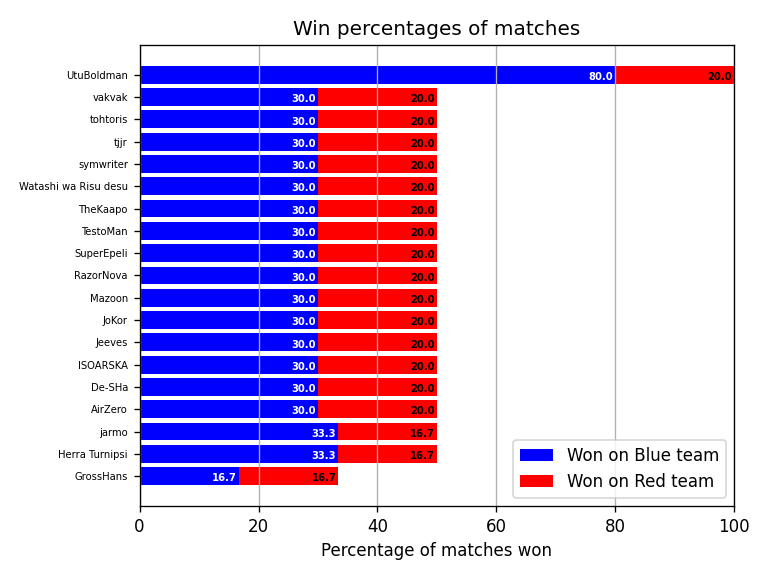 Win percentages of matches
UtuBoldman 80.0 20.0
vakvak 30.0 20.0
tohtoris 30.0 20.0
tjjr 30.0 20.0
symwriter 30.0 20.0
Watashi wa Risu desu 30.0 20.0
TheKaapo 30.0 20.0
TestoMan 30.0 20.0
SuperEpeli 30.0 20.0
RazorNova 30.0 20.0
Mazoon 30.0 20.0
JoKor 30.0 20.0
Jeeves 30.0 20.0
ISOARSKA 30.0 20.0
De-SHa 30.0 20.0
AirZero 30.0 20.0
jarmo 33.3 16.7
Herra Turnipsi 33.3 16.7
GrossHans 16.7 16.7
Won on Blue team
Won on Red team
0 20 40 60 80 100
Percentage of matches won